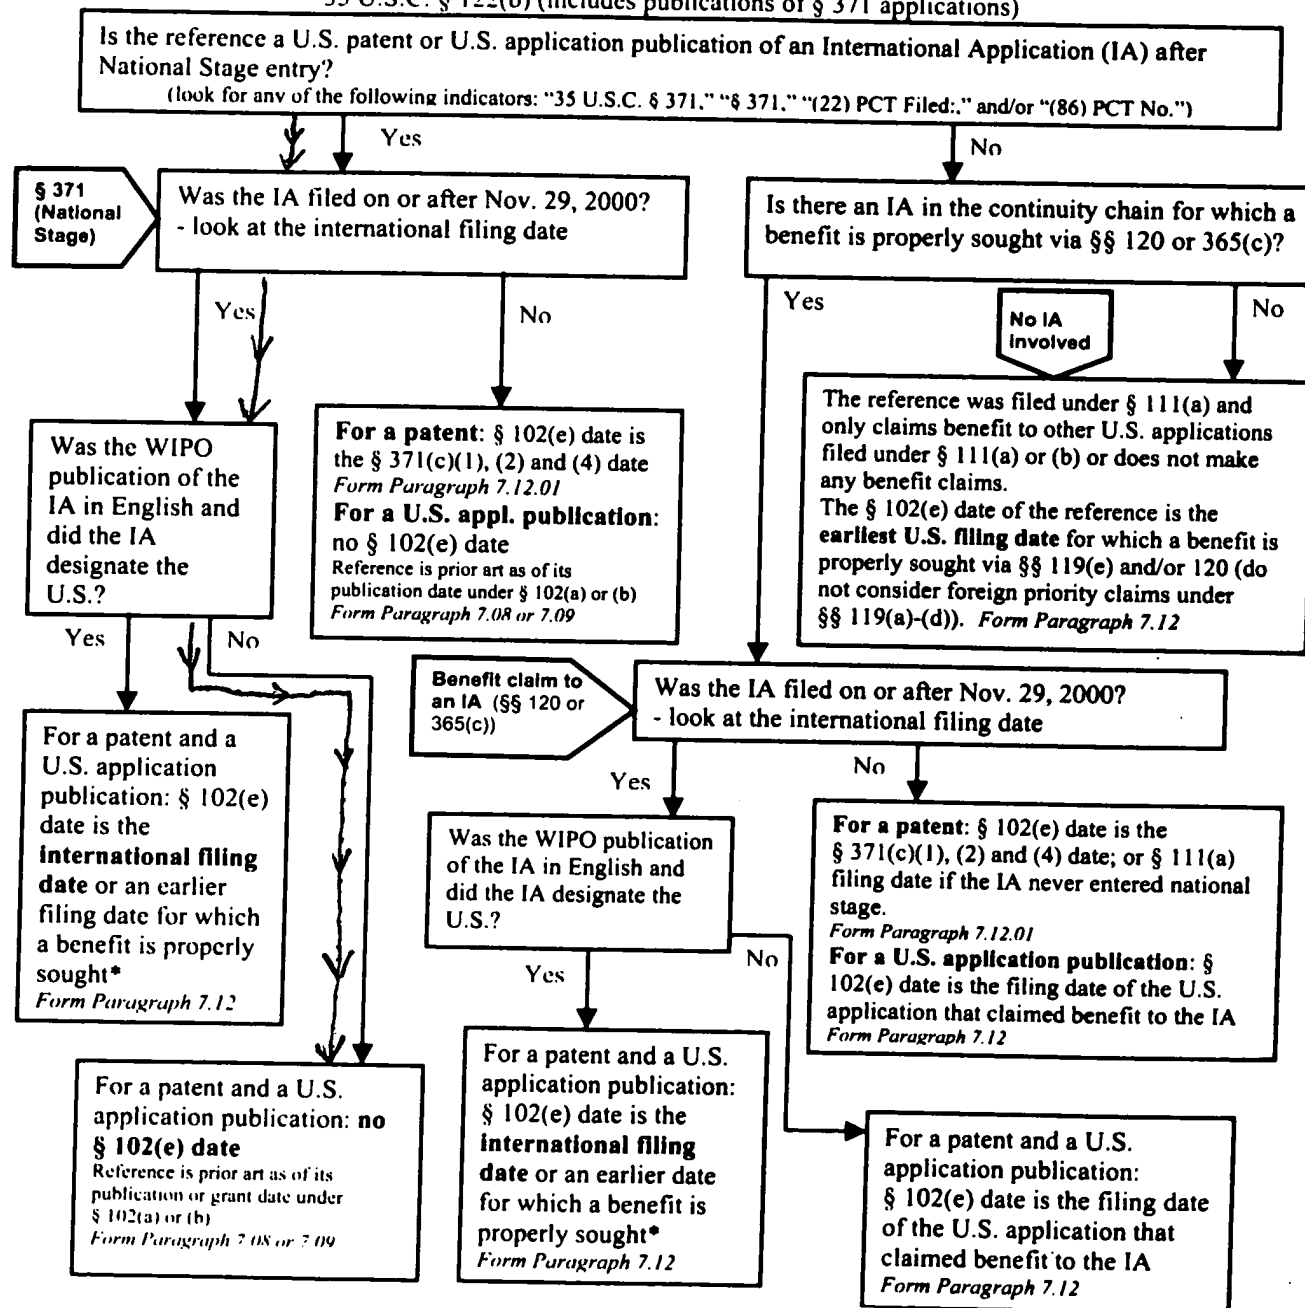 35 U.S.C. § 122(b) (includes publications of § 371 applications)
Is the reference a U.S. patent or U.S. application publication of an International Application (IA) after
National Stage entry?
(look for any of the following indicators: “35 U.S.C. § 371,” “§ 371,” “(22) PCT Filed:,” and/or “(86) PCT No.”)
Yes
No
§ 371
(National
Stage)
Was the IA filed on or after Nov. 29, 2000?
- look at the international filing date
Is there an IA in the continuity chain for which a
benefit is properly sought via §§ 120 or 365(c)?
Yes
No
Yes
No
No IA
involved
Was the WIPO
publication of the
IA in English and
did the IA
designate the
U.S.?
For a patent: § 102(e) date is
the § 371(c)(1), (2) and (4) date
Form Paragraph 7.12.01
For a U.S. appl. publication:
no § 102(e) date
Reference is prior art as of its
publication date under § 102(a) or (b)
Form Paragraph 7.08 or 7.09
The reference was filed under § 111(a) and
only claims benefit to other U.S. applications
filed under § 111(a) or (b) or does not make
any benefit claims.
The § 102(e) date of the reference is the
earliest U.S. filing date for which a benefit is
properly sought via §§ 119(e) and/or 120 (do
not consider foreign priority claims under
§§ 119(a)-(d)). Form Paragraph 7.12
Yes
No
Benefit claim to
an IA (§§ 120 or
365(c))
Was the IA filed on or after Nov. 29, 2000?
- look at the international filing date
Yes
No
For a patent and a
U.S. application
publication: § 102(e)
date is the
international filing
date or an earlier
filing date for which
a benefit is properly
sought*
Form Paragraph 7.12
Was the WIPO publication
of the IA in English and
did the IA designate the
U.S.?
For a patent: § 102(e) date is the
§ 371(c)(1), (2) and (4) date; or § 111(a)
filing date if the IA never entered national
stage.
Form Paragraph 7.12.01
For a U.S. application publication: §
102(e) date is the filing date of the U.S.
application that claimed benefit to the IA
Form Paragraph 7.12
Yes
No
For a patent and a U.S.
application publication: no
§ 102(e) date
Reference is prior art as of its
publication or grant date under
§ 102(a) or (b)
Form Paragraph 7.08 or 7.09
For a patent and a U.S.
application publication:
§ 102(e) date is the
international filing
date or an earlier date
for which a benefit is
properly sought*
Form Paragraph 7.12
For a patent and a U.S.
application publication:
§ 102(e) date is the filing date
of the U.S. application that
claimed benefit to the IA
Form Paragraph 7.12